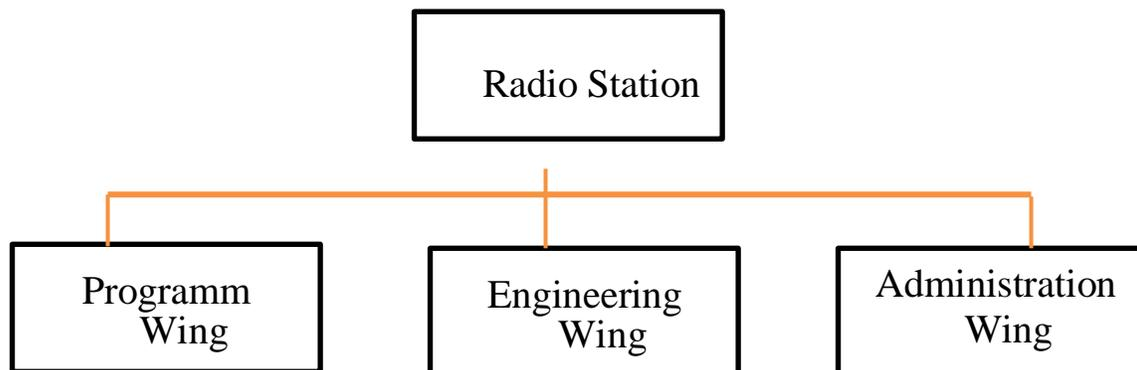 Radio Station
Programm
Wing
Engineering
Wing
Administration
Wing